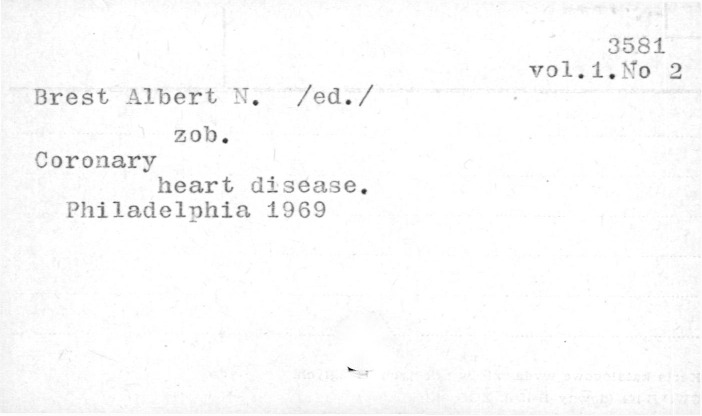 3581
vol.1.No 2
Brest Albert N. /ed./
zob.
Coronary
heart disease.
Philadelphia 1969